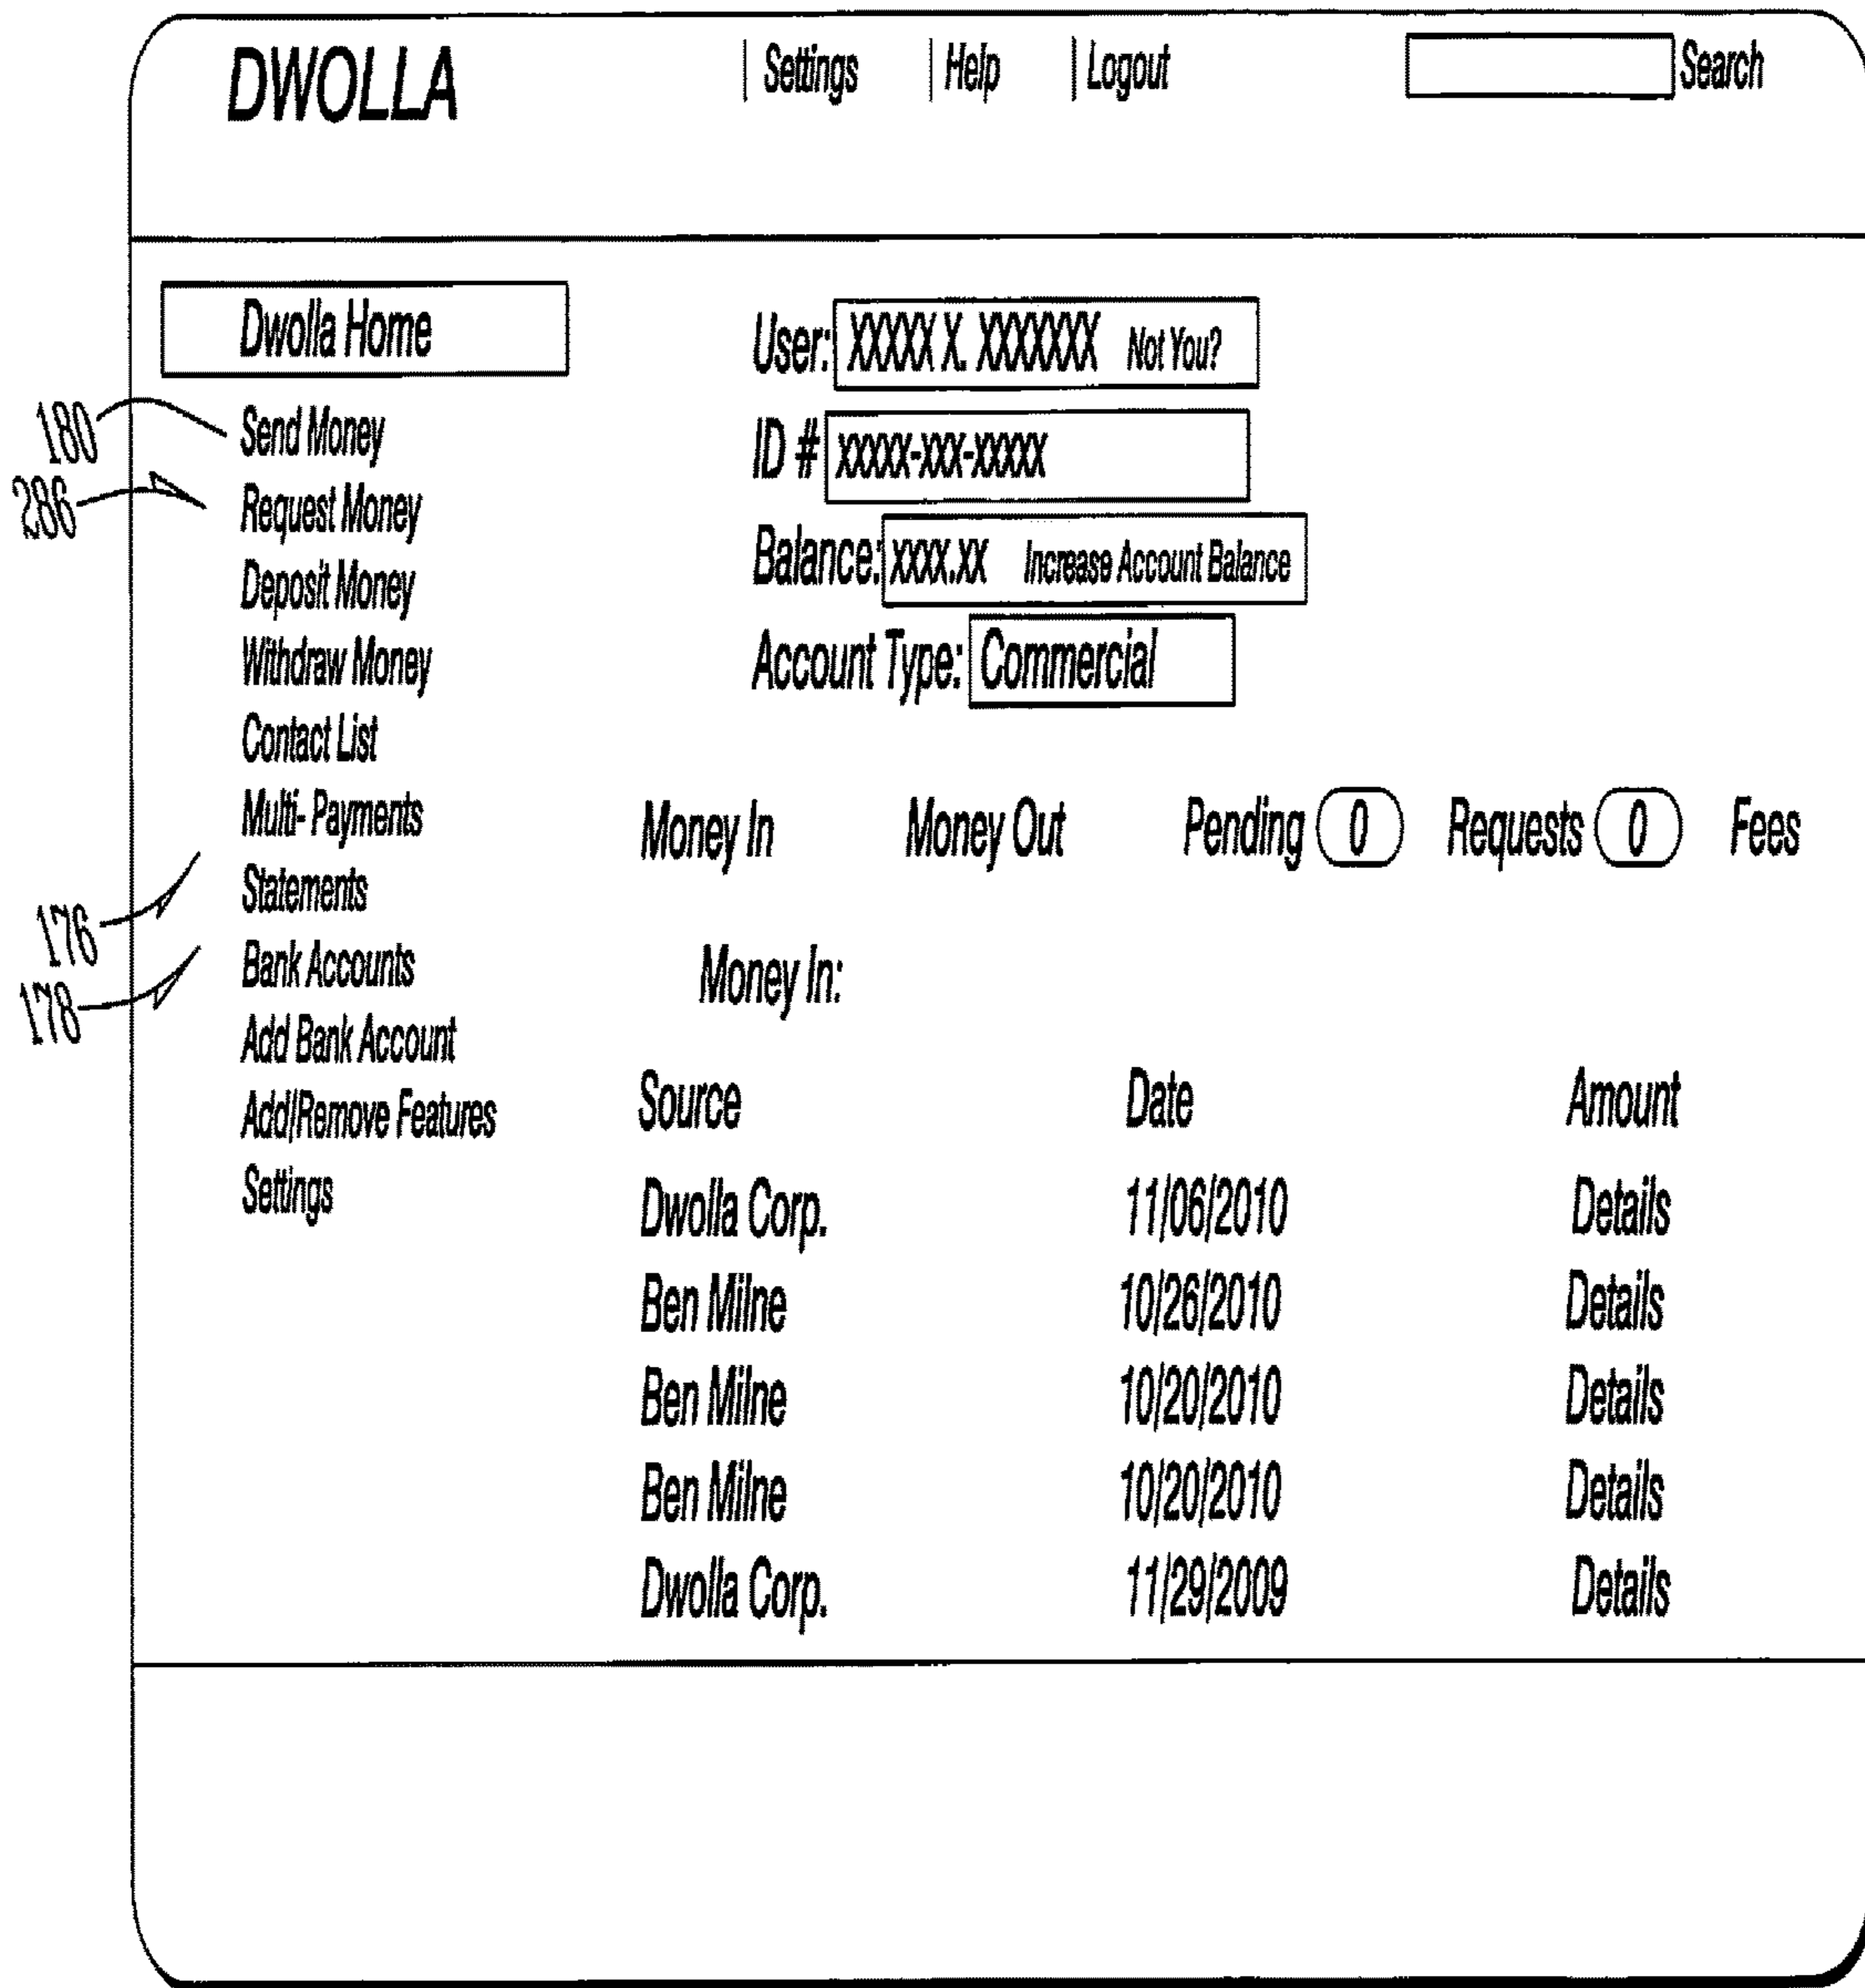 DWOLLA | Settings | Help | Logout Search
Dwolla Home
180 Send Money
286 Request Money
Deposit Money
Withdraw Money
Contact List
Multi- Payments
176 Statements
178 Bank Accounts
Add Bank Account
Add/Remove Features
Settings
User: XXXXX X. XXXXXXX Not You?
ID # xxxxx-xxx-xxxxx
Balance: xxxx.xx Increase Account Balance
Account Type: Commercial
Money In Money Out Pending 0 Requests 0 Fees
Money In:
Source Date Amount
Dwolla Corp. 11/06/2010 Details
Ben Milne 10/26/2010 Details
Ben Milne 10/20/2010 Details
Ben Milne 10/20/2010 Details
Dwolla Corp. 11/29/2009 Details